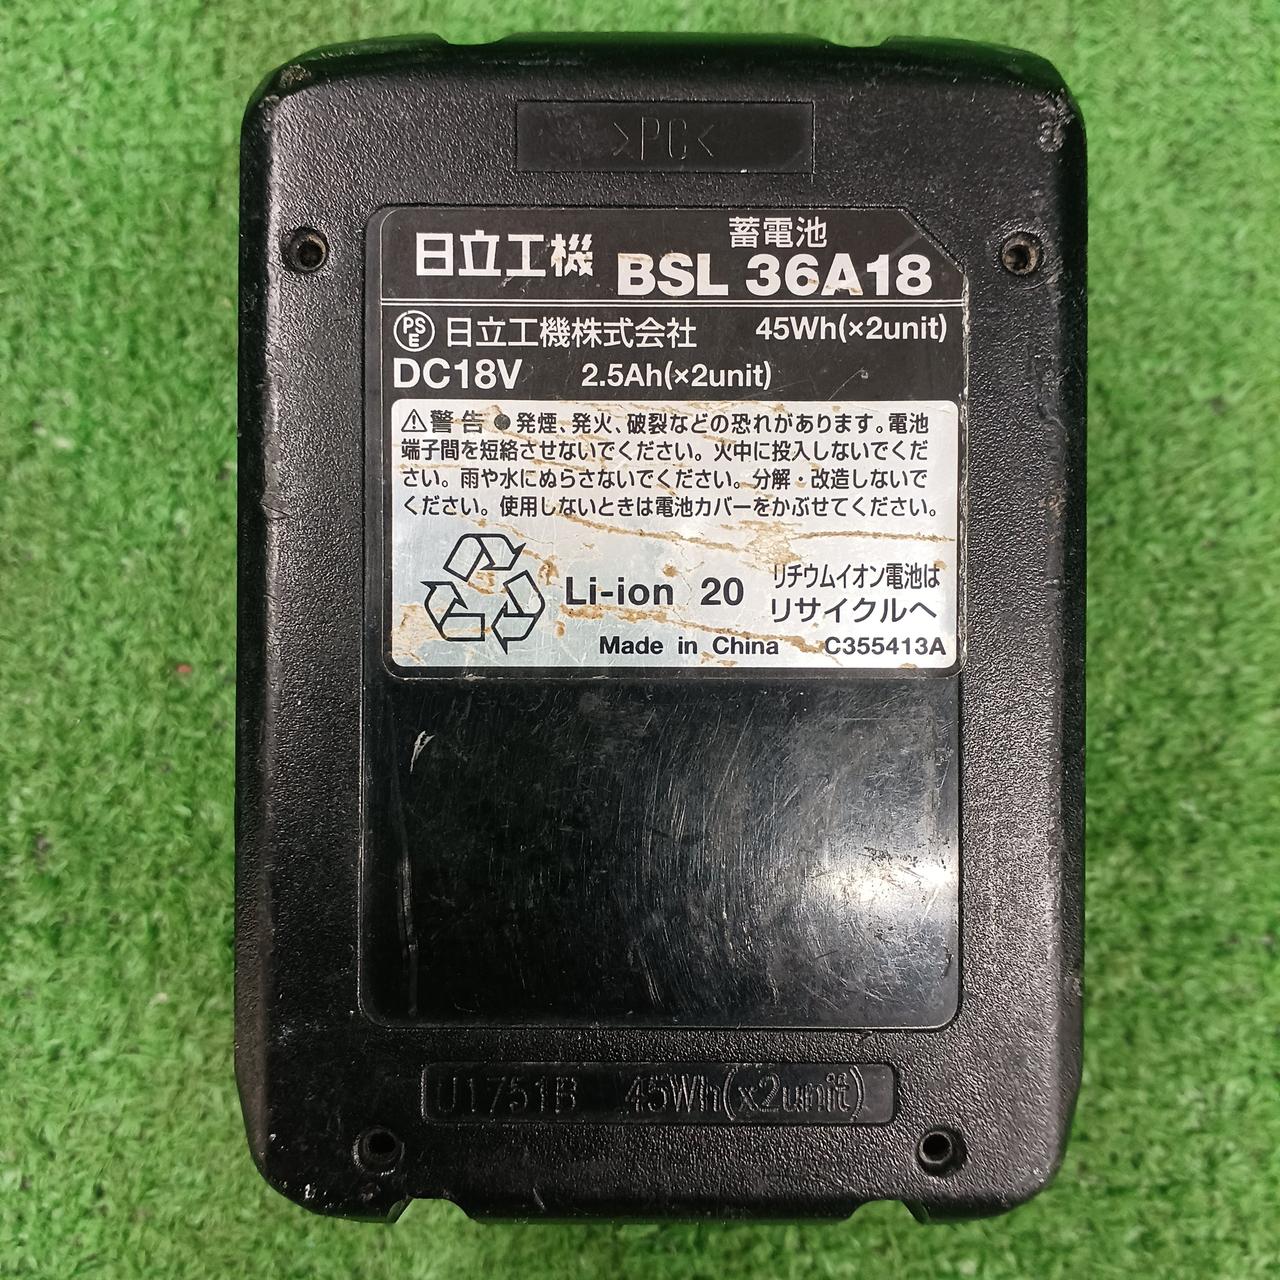 >PC<
日立工機
蓄電池
BSL 36A18
PSE 日立工機株式会社 45Wh(×2unit)
DC18V 2.5Ah(×2unit)
⚠警告 ●発煙、発火、破裂などの恐れがあります。電池
端子間を短絡させないでください。火中に投入しないでくだ
さい。雨や水にぬらさないでください。分解・改造しないで
ください。使用しないときは電池カバーをかぶせてください。
Li-ion 20
リチウムイオン電池は
リサイクルへ
Made in China C355413A
U1751B 45Wh(x2unit)